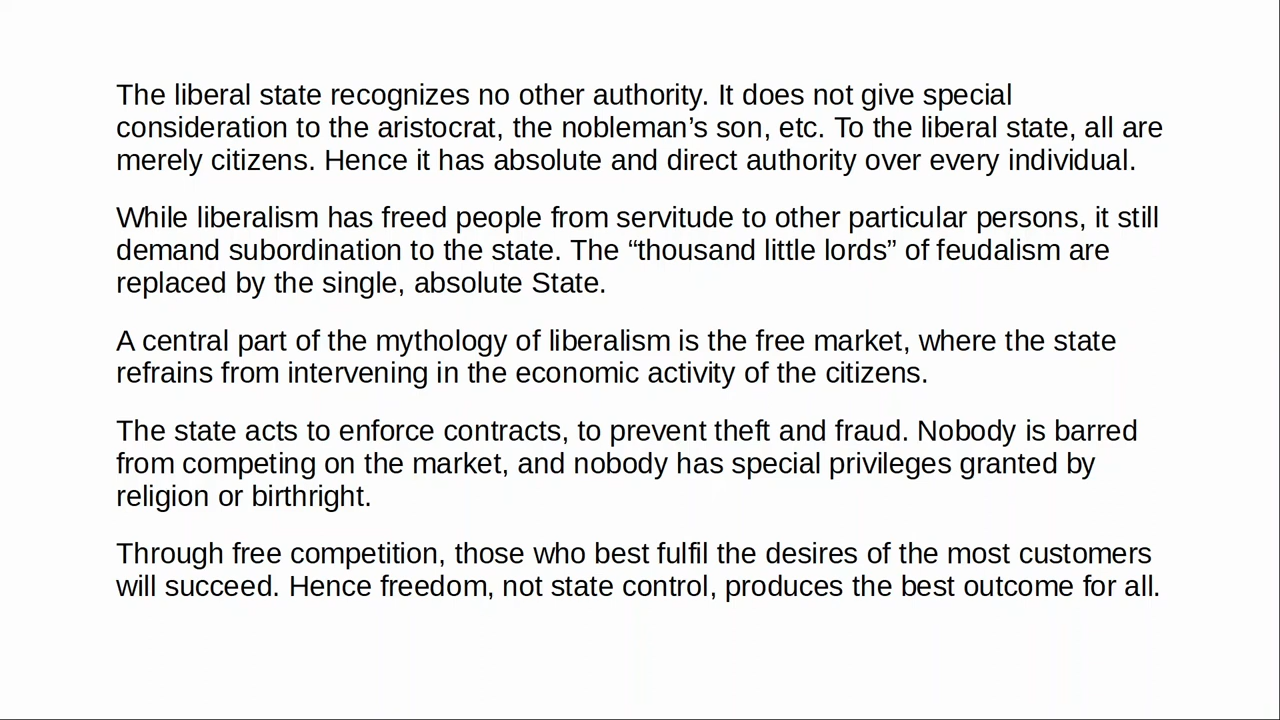 The liberal state recognizes no other authority. It does not give special
consideration to the aristocrat, the nobleman’s son, etc. To the liberal state, all are
merely citizens. Hence it has absolute and direct authority over every individual.
While liberalism has freed people from servitude to other particular persons, it still
demand subordination to the state. The “thousand little lords” of feudalism are
replaced by the single, absolute State.
A central part of the mythology of liberalism is the free market, where the state
refrains from intervening in the economic activity of the citizens.
The state acts to enforce contracts, to prevent theft and fraud. Nobody is barred
from competing on the market, and nobody has special privileges granted by
religion or birthright.
Through free competition, those who best fulfil the desires of the most customers
will succeed. Hence freedom, not state control, produces the best outcome for all.